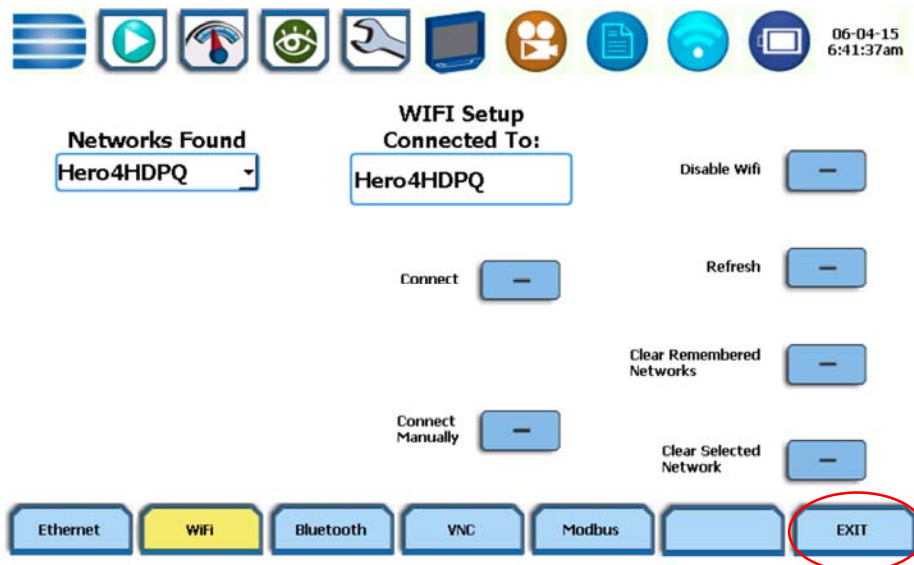 06-04-15
6:41:37am
WIFI Setup
Networks Found
Connected To:
Hero4HDPQ
Hero4HDPQ
Disable Wifi
Connect
Refresh
Clear Remembered
Networks
Connect
Manually
Clear Selected
Network
Ethernet
WiFi
Bluetooth
VNC
Modbus
EXIT